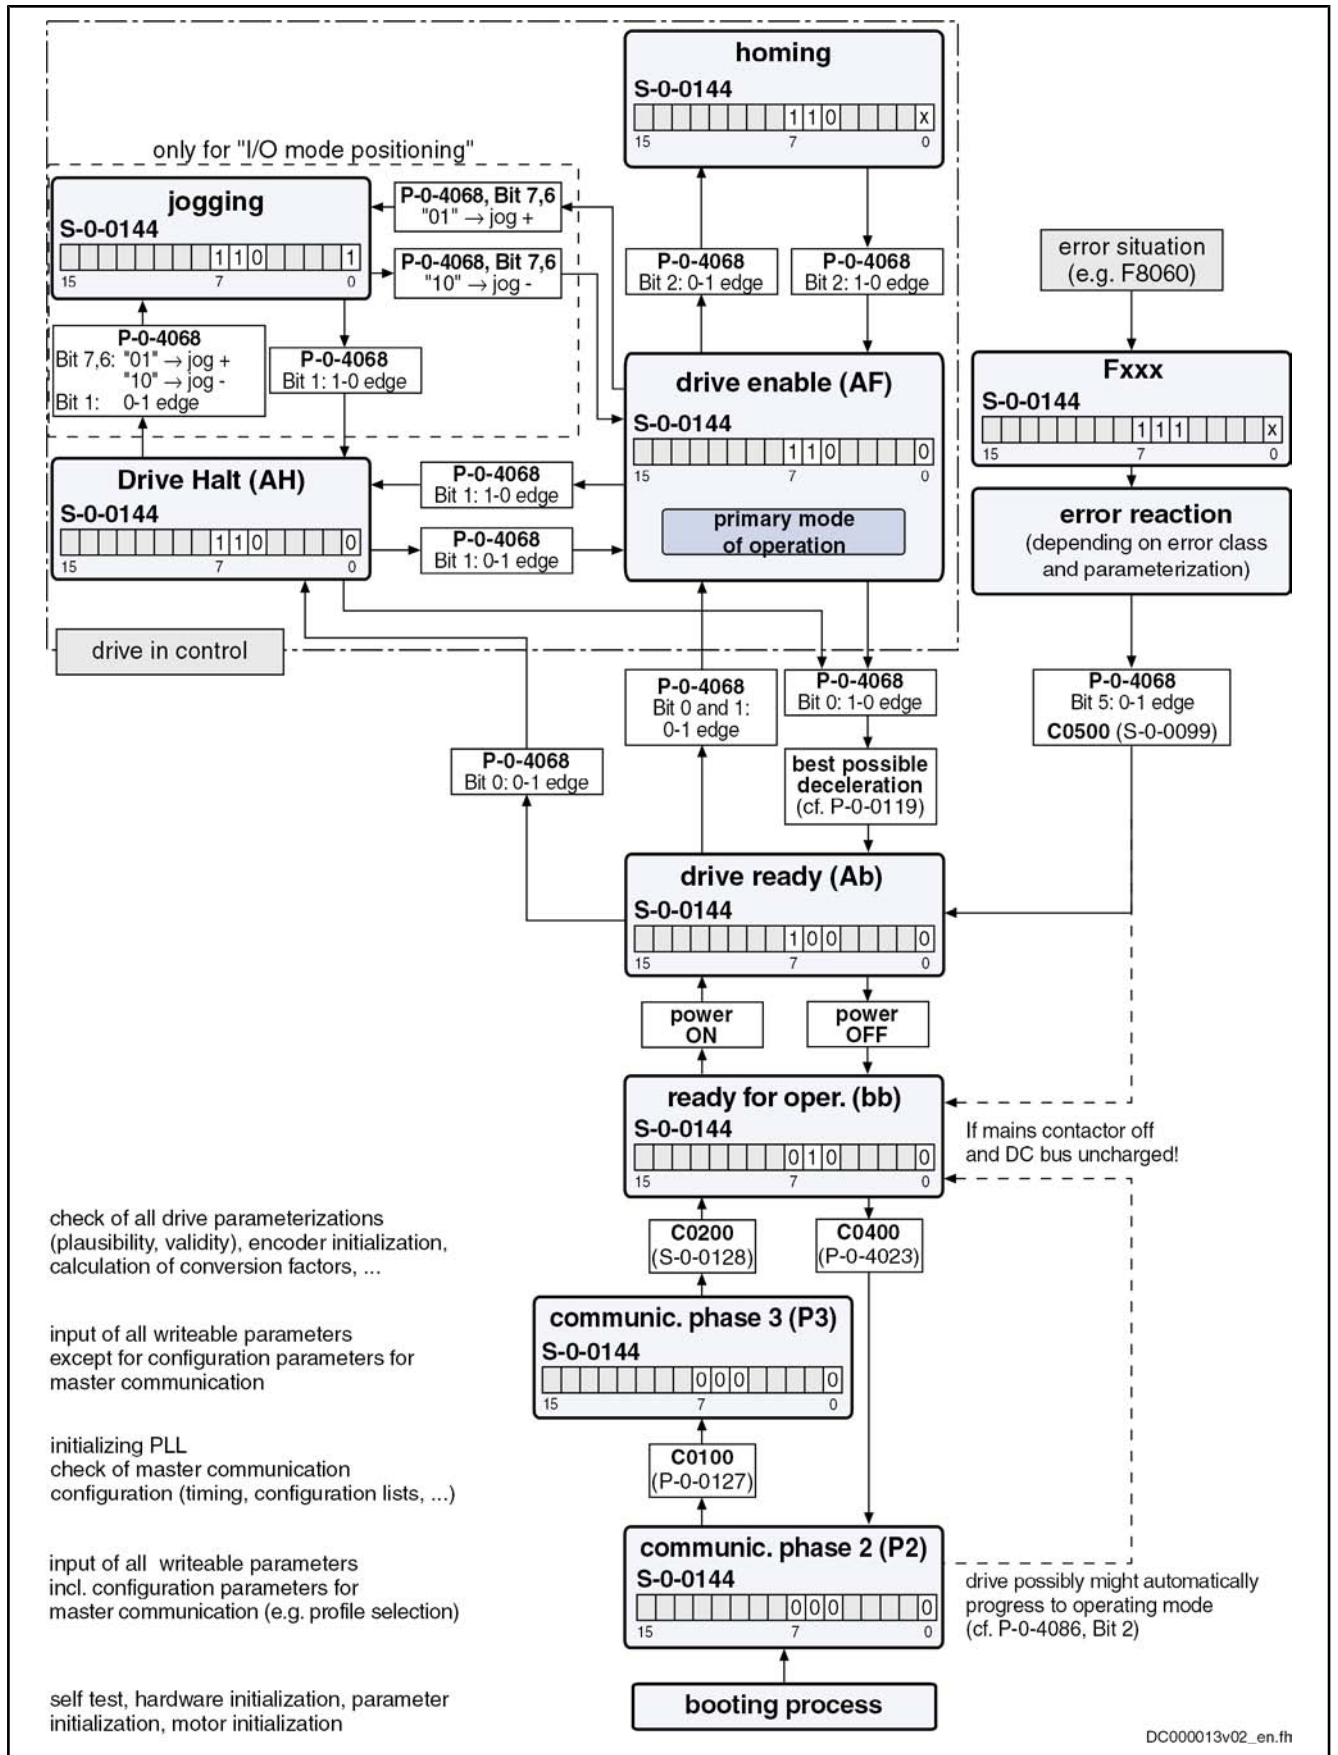 homing
S-0-0144
1 1 0 x
15 7 0
only for "I/O mode positioning"
jogging
S-0-0144
1 1 0 1
15 7 0
P-0-4068, Bit 7,6
"01" → jog +
P-0-4068, Bit 7,6
"10" → jog -
P-0-4068
Bit 2: 0-1 edge
P-0-4068
Bit 2: 1-0 edge
error situation
(e.g. F8060)
P-0-4068
Bit 7,6: "01" → jog +
"10" → jog -
Bit 1: 0-1 edge
P-0-4068
Bit 1: 1-0 edge
drive enable (AF)
S-0-0144
1 1 0 0
15 7 0
primary mode
of operation
Fxxx
S-0-0144
1 1 1 x
15 7 0
Drive Halt (AH)
S-0-0144
1 1 0 0
15 7 0
P-0-4068
Bit 1: 1-0 edge
P-0-4068
Bit 1: 0-1 edge
error reaction
(depending on error class
and parameterization)
drive in control
P-0-4068
Bit 0: 0-1 edge
P-0-4068
Bit 0 and 1:
0-1 edge
P-0-4068
Bit 0: 1-0 edge
best possible
deceleration
(cf. P-0-0119)
P-0-4068
Bit 5: 0-1 edge
C0500 (S-0-0099)
drive ready (Ab)
S-0-0144
1 0 0 0
15 7 0
power
ON
power
OFF
ready for oper. (bb)
S-0-0144
0 1 0 0
15 7 0
If mains contactor off
and DC bus uncharged!
check of all drive parameterizations
(plausibility, validity), encoder initialization,
calculation of conversion factors, ...
C0200
(S-0-0128)
C0400
(P-0-4023)
input of all writeable parameters
except for configuration parameters for
master communication
communic. phase 3 (P3)
S-0-0144
0 0 0 0
15 7 0
initializing PLL
check of master communication
configuration (timing, configuration lists, ...)
C0100
(P-0-0127)
input of all writeable parameters
incl. configuration parameters for
master communication (e.g. profile selection)
communic. phase 2 (P2)
S-0-0144
0 0 0 0
15 7 0
drive possibly might automatically
progress to operating mode
(cf. P-0-4086, Bit 2)
self test, hardware initialization, parameter
initialization, motor initialization
booting process
DC000013v02_en.fh